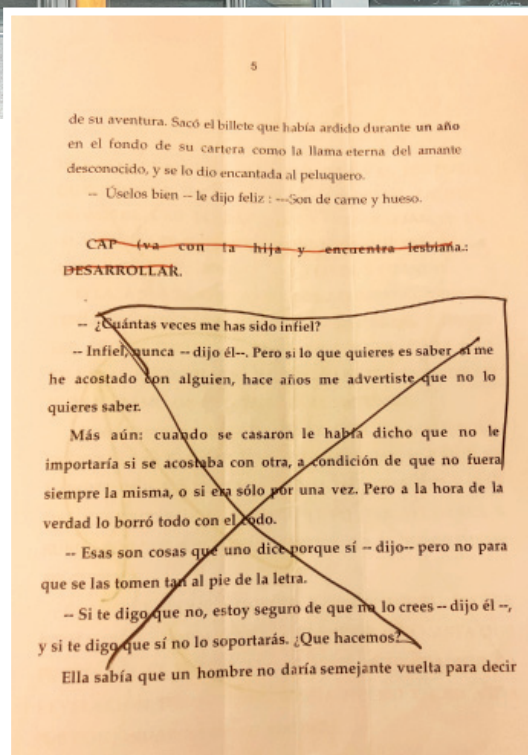 5
de su aventura. Sacó el billete que había ardido durante un año
en el fondo de su cartera como la llama eterna del amante
desconocido, y se lo dio encantada al peluquero.
-- Úselos bien -- le dijo feliz : --Son de carne y hueso.
CAP (va con la hija y encuentra lesbiana.:
DESARROLLAR.
-- ¿Cuántas veces me has sido infiel?
-- Infiel, nunca -- dijo él--. Pero si lo que quieres es saber si me
he acostado con alguien, hace años me advertiste que no lo
quieres saber.
Más aún: cuando se casaron le había dicho que no le
importaría si se acostaba con otra, a condición de que no fuera
siempre la misma, o si era sólo por una vez. Pero a la hora de la
verdad lo borró todo con el codo.
-- Esas son cosas que uno dice porque sí -- dijo-- pero no para
que se las tomen tan al pie de la letra.
-- Si te digo que no, estoy seguro de que no lo crees -- dijo él --,
y si te digo que sí no lo soportarás. ¿Que hacemos?
Ella sabía que un hombre no daría semejante vuelta para decir